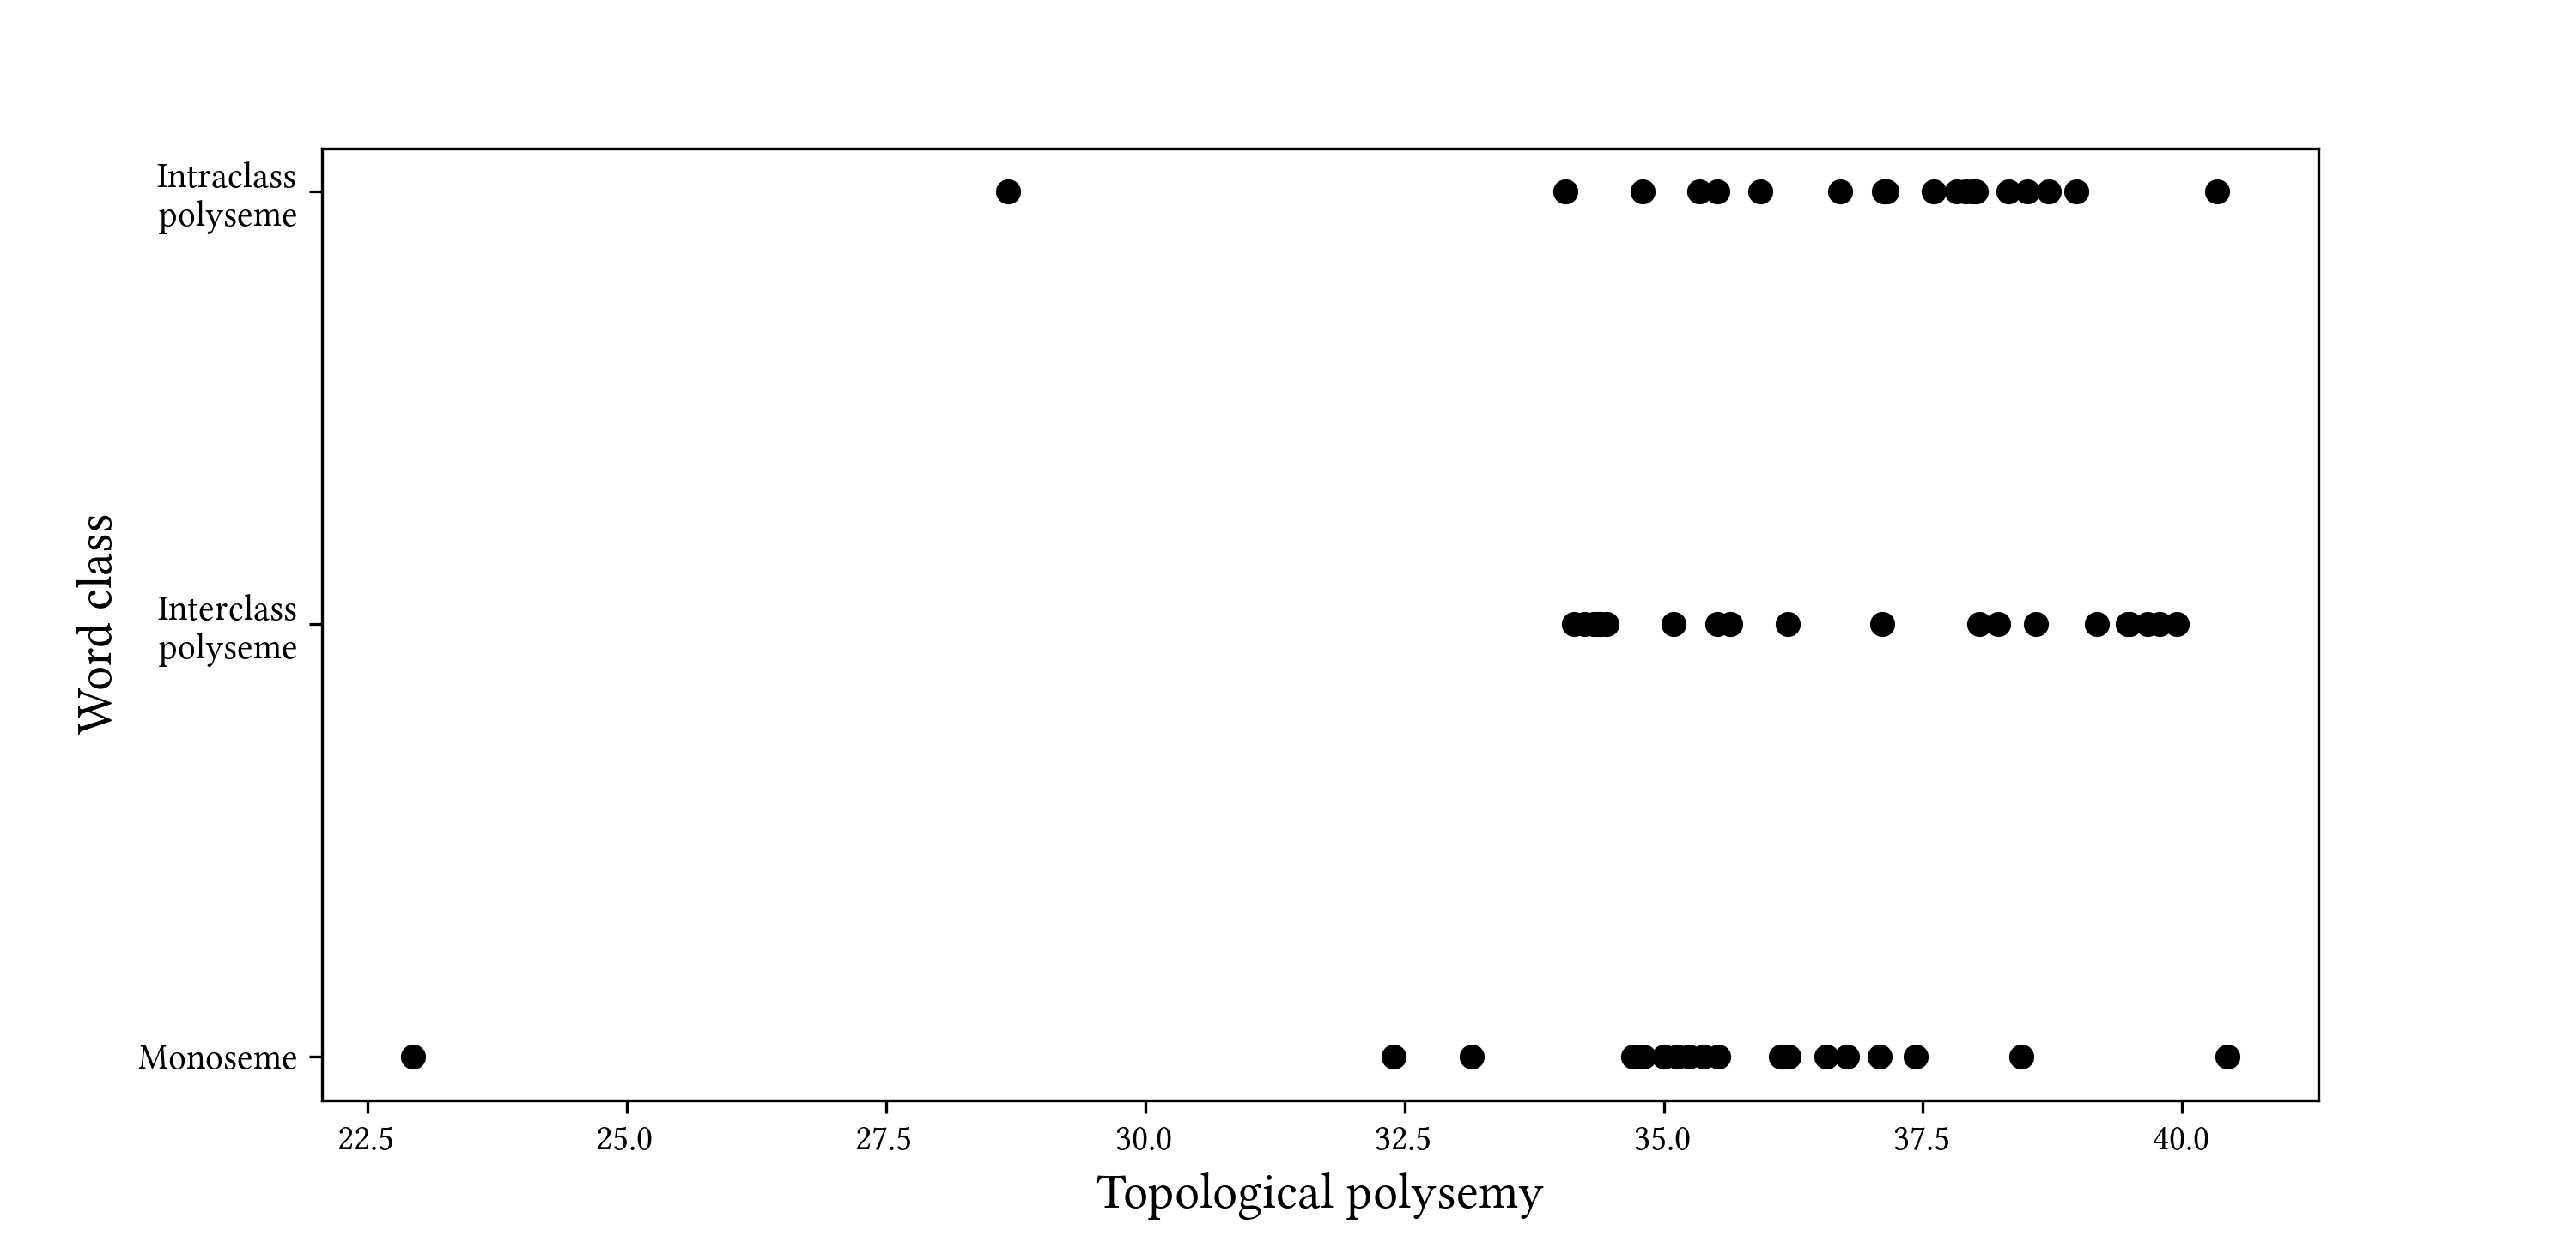 Intraclass
polyseme
Interclass
polyseme
Monoseme
Word class
22.5
25.0
27.5
30.0
32.5
35.0
37.5
40.0
Topological polysemy